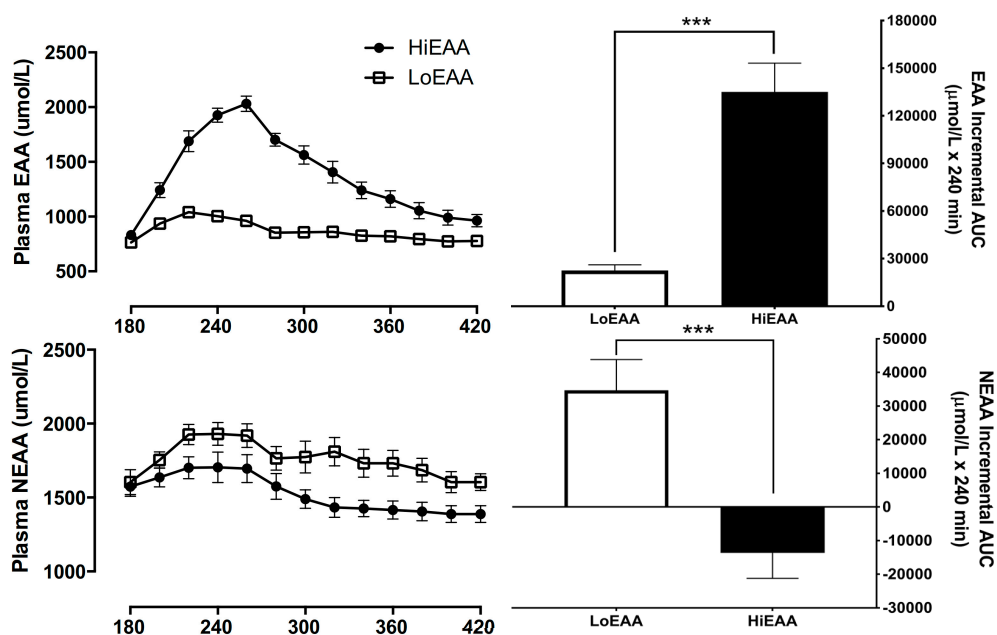 HiEAA
LoEAA
Plasma EAA (umol/L)
2500
2000
1500
1000
500
180 240 300 360 420
***
LoEAA HiEAA
180000
150000
120000
90000
60000
30000
0
EAA Incremental AUC
(μmol/L x 240 min)
Plasma NEAA (umol/L)
2500
2000
1500
1000
180 240 300 360 420
***
LoEAA HiEAA
50000
40000
30000
20000
10000
0
-10000
-20000
-30000
NEAA Incremental AUC
(μmol/L x 240 min)